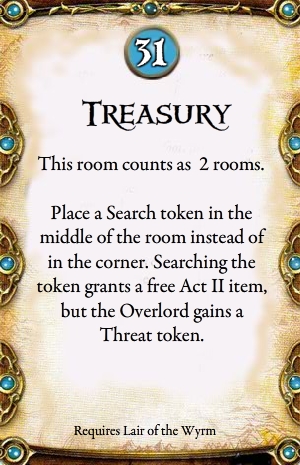 31
TREASURY
This room counts as 2 rooms.
Place a Search token in the
middle of the room instead of
in the corner. Searching the
token grants a free Act II item,
but the Overlord gains a
Threat token.
Requires Lair of the Wyrm